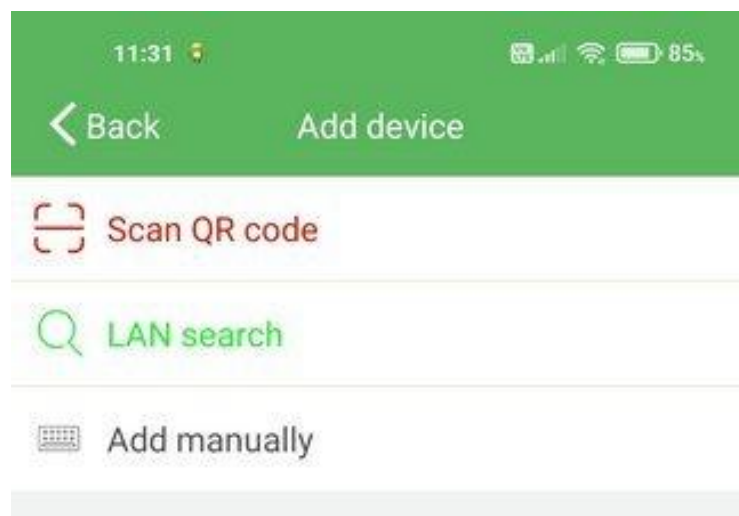 11:31 85%
Back Add device
Scan QR code
LAN search
Add manually